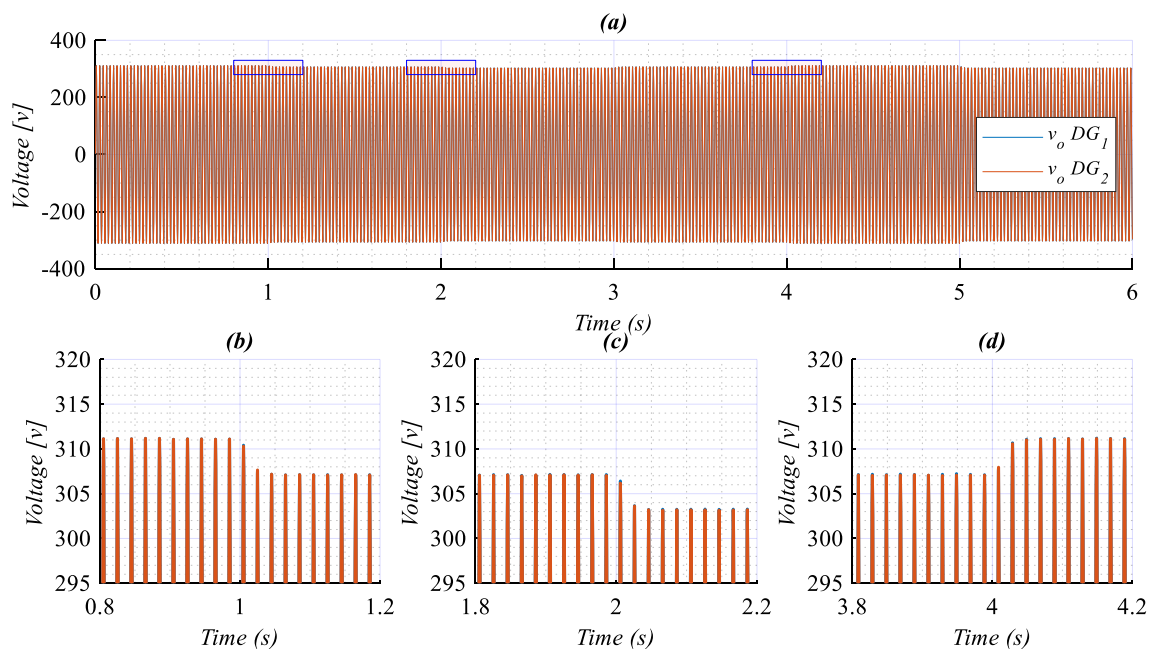 (a)
Voltage [v]
400
200
0
-200
-400
v_o DG_1
v_o DG_2
0 1 2 3 4 5 6
Time (s)
(b) (c) (d)
Voltage [v]
320
315
310
305
300
295
0.8 1 1.2
Time (s)
Voltage [v]
320
315
310
305
300
295
1.8 2 2.2
Time (s)
Voltage [v]
320
315
310
305
300
295
3.8 4 4.2
Time (s)